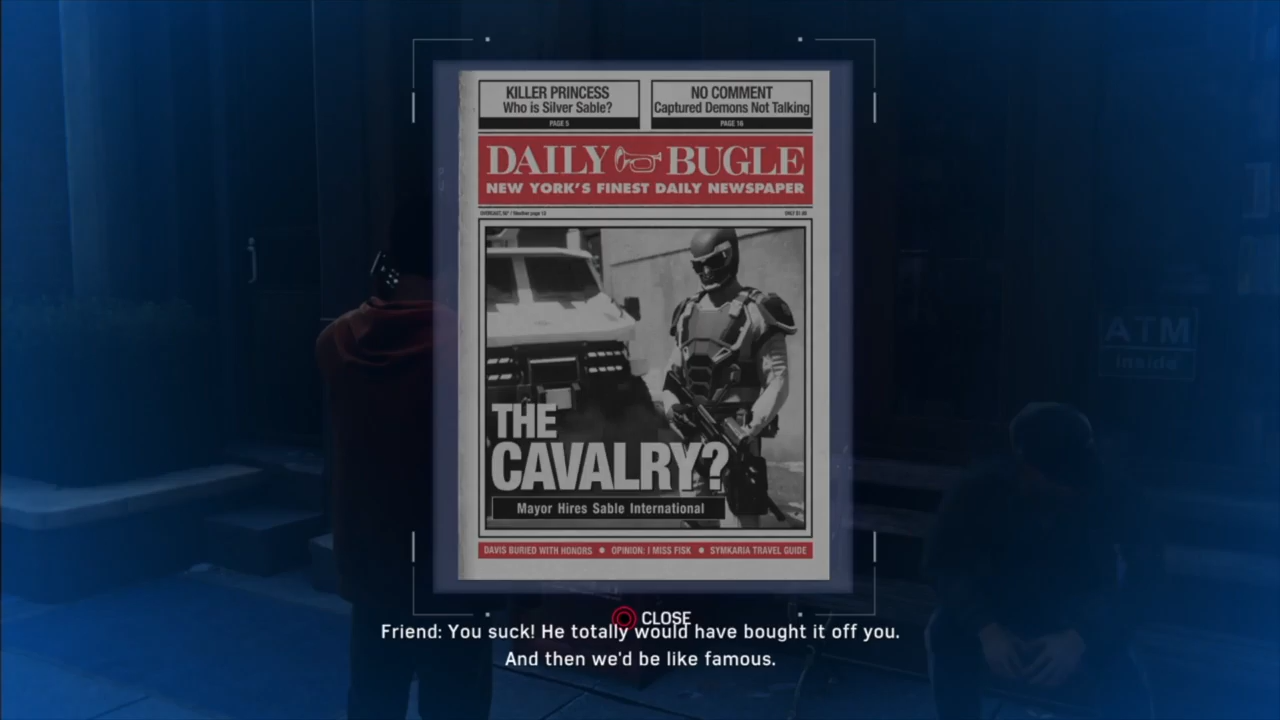 KILLER PRINCESS
Who is Silver Sable?
PAGE 5
NO COMMENT
Captured Demons Not Talking
PAGE 16
DAILY BUGLE
NEW YORK'S FINEST DAILY NEWSPAPER
THE
CAVALRY?
Mayor Hires Sable International
DAVIS BURIED WITH HONORS • OPINION: I MISS FISK • SYMKARIA TRAVEL GUIDE
ATM
inside
CLOSE
Friend: You suck! He totally would have bought it off you.
And then we'd be like famous.